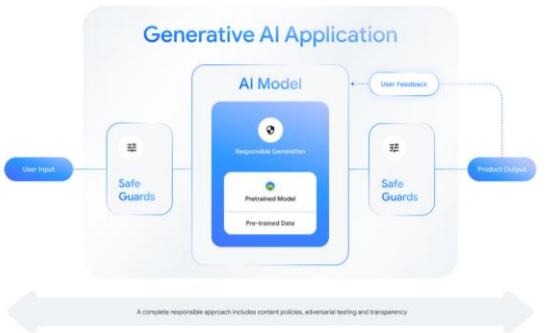 Generative AI Application
AI Model
User Feedback
Responsible Generation
User Input
Safe
Guards
Pretrained Model
Pre-trained Data
Safe
Guards
Product Output
A complete responsible approach includes content policies, adversarial testing and transparency